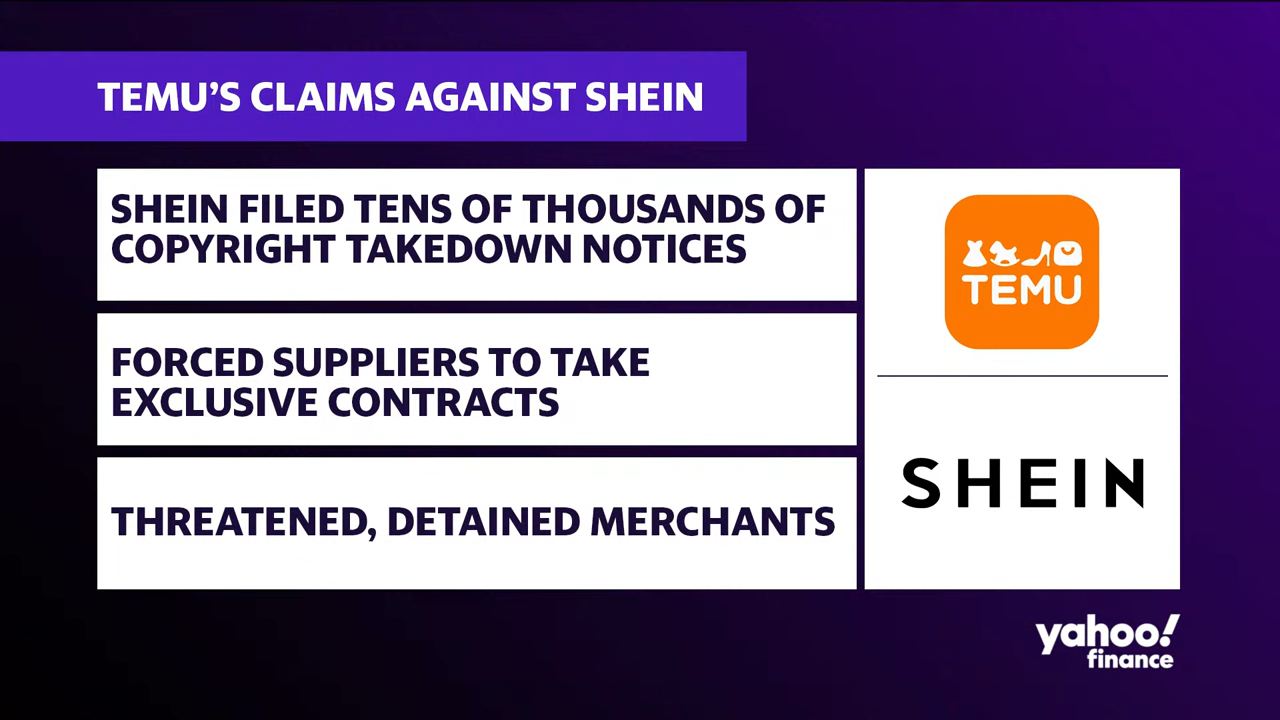 TEMU’S CLAIMS AGAINST SHEIN
SHEIN FILED TENS OF THOUSANDS OF
COPYRIGHT TAKEDOWN NOTICES
FORCED SUPPLIERS TO TAKE
EXCLUSIVE CONTRACTS
THREATENED, DETAINED MERCHANTS
TEMU
SHEIN
yahoo!
finance